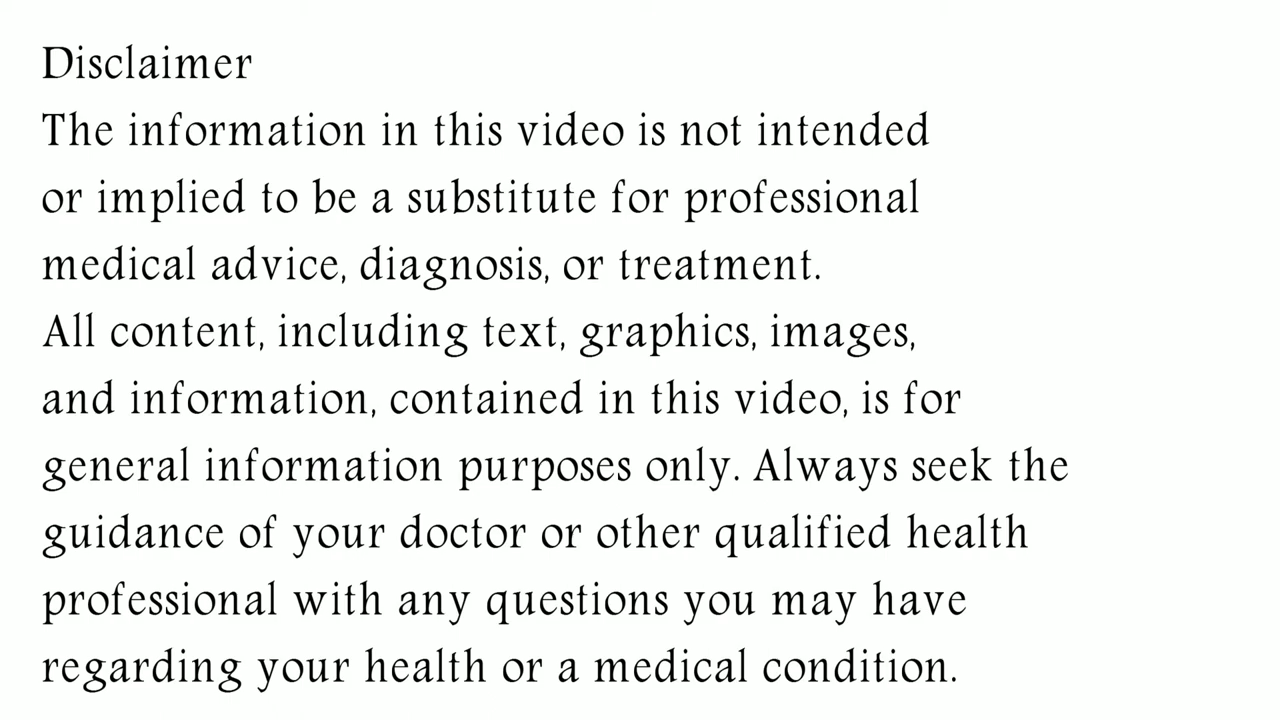 Disclaimer
The information in this video is not intended
or implied to be a substitute for professional
medical advice, diagnosis, or treatment.
All content, including text, graphics, images,
and information, contained in this video, is for
general information purposes only. Always seek the
guidance of your doctor or other qualified health
professional with any questions you may have
regarding your health or a medical condition.